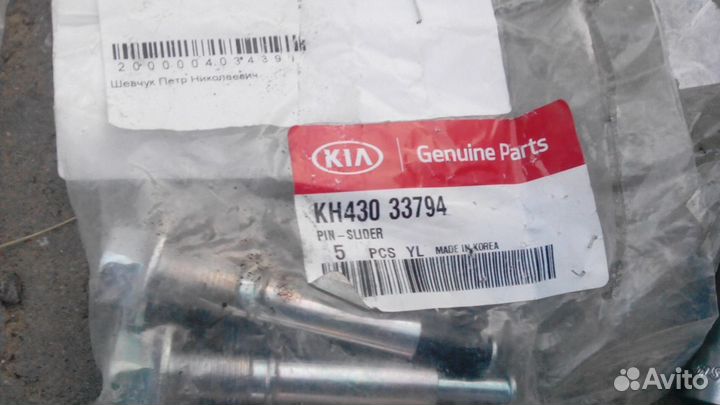 2000004034391
Шевчук Петр Николаевич
KIA Genuine Parts
KH430 33794
PIN-SLIDER
5 PCS YL MADE IN KOREA
Avito